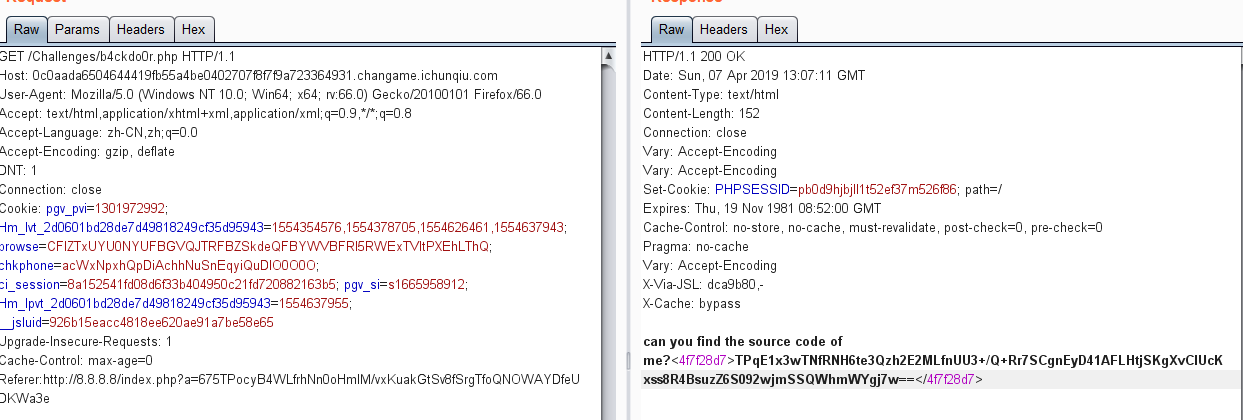 Raw Params Headers Hex
GET /Challenges/b4ckdo0r.php HTTP/1.1
Host: 0c0aada6504644419fb55a4be0402707f8f7f9a723364931.changame.ichunqiu.com
User-Agent: Mozilla/5.0 (Windows NT 10.0; Win64; x64; rv:66.0) Gecko/20100101 Firefox/66.0
Accept: text/html,application/xhtml+xml,application/xml;q=0.9,*/*;q=0.8
Accept-Language: zh-CN,zh;q=0.0
Accept-Encoding: gzip, deflate
DNT: 1
Connection: close
Cookie: pgv_pvi=1301972992;
Hm_lvt_2d0601bd28de7d49818249cf35d95943=1554354576,1554378705,1554626461,1554637943;
browse=CFlZTxUYU0NYUFBGVQJTRFBZSkdeQFBYWVBFRl5RWExTVltPXEhLThQ;
chkphone=acWxNpxhQpDiAchhNuSnEqyiQuDIO0O0O;
ci_session=8a152541fd08d6f33b404950c21fd720882163b5; pgv_si=s1665958912;
Hm_lpvt_2d0601bd28de7d49818249cf35d95943=1554637955;
__jsluid=926b15eacc4818ee620ae91a7be58e65
Upgrade-Insecure-Requests: 1
Cache-Control: max-age=0
Referer:http://8.8.8.8/index.php?a=675TPocyB4WLfrhNn0oHmlM/vxKuakGtSv8fSrgTfoQNOWAYDfeU
DKWa3e
Response
Raw Headers Hex
HTTP/1.1 200 OK
Date: Sun, 07 Apr 2019 13:07:11 GMT
Content-Type: text/html
Content-Length: 152
Connection: close
Vary: Accept-Encoding
Vary: Accept-Encoding
Set-Cookie: PHPSESSID=pb0d9hjbjll1t52ef37m526f86; path=/
Expires: Thu, 19 Nov 1981 08:52:00 GMT
Cache-Control: no-store, no-cache, must-revalidate, post-check=0, pre-check=0
Pragma: no-cache
Vary: Accept-Encoding
X-Via-JSL: dca9b80,-
X-Cache: bypass
can you find the source code of
me?<4f7f28d7>TPqE1x3wTNfRNH6te3Qzh2E2MLfnUU3+/Q+Rr7SCgnEyD41AFLHtjSKgXvClUcK
xss8R4BsuzZ6S092wjmSSQWhmWYgj7w==</4f7f28d7>